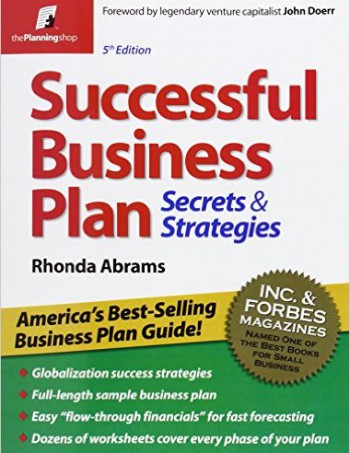 thePlanningshop
Foreword by legendary venture capitalist John Doerr
5th Edition
Successful
Business
Plan
Secrets &
Strategies
Rhonda Abrams
America's Best-Selling
Business Plan Guide!
INC. &
FORBES
MAGAZINES
NAMED ONE OF
THE BEST BOOKS
FOR SMALL
BUSINESS
Globalization success strategies
Full-length sample business plan
Easy "flow-through financials" for fast forecasting
Dozens of worksheets cover every phase of your plan